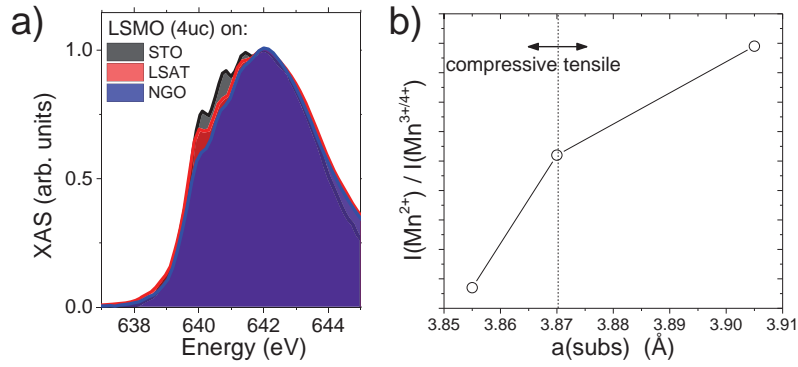 a)
LSMO (4uc) on:
STO
LSAT
NGO
XAS (arb. units)
1.0
0.5
0.0
638 640 642 644
Energy (eV)
b)
compressive tensile
I(Mn²⁺) / I(Mn³⁺/⁴⁺)
3.85 3.86 3.87 3.88 3.89 3.90 3.91
a(subs) (Å)